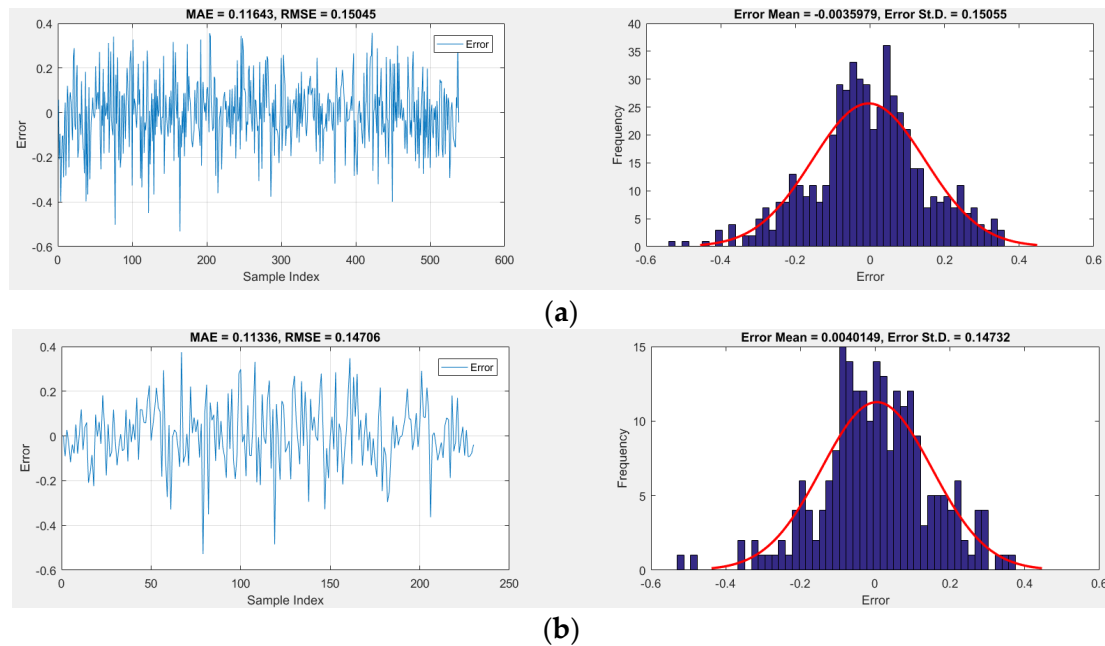 MAE = 0.11643, RMSE = 0.15045
Error
0.4
0.2
0
-0.2
-0.4
-0.6
Error
0 100 200 300 400 500 600
Sample Index
Error Mean = -0.0035979, Error St.D. = 0.15055
40
35
30
25
20
15
10
5
0
Frequency
-0.6 -0.4 -0.2 0 0.2 0.4 0.6
Error
(a)
MAE = 0.11336, RMSE = 0.14706
Error
0.4
0.2
0
-0.2
-0.4
-0.6
Error
0 50 100 150 200 250
Sample Index
Error Mean = 0.0040149, Error St.D. = 0.14732
15
10
5
0
Frequency
-0.6 -0.4 -0.2 0 0.2 0.4 0.6
Error
(b)